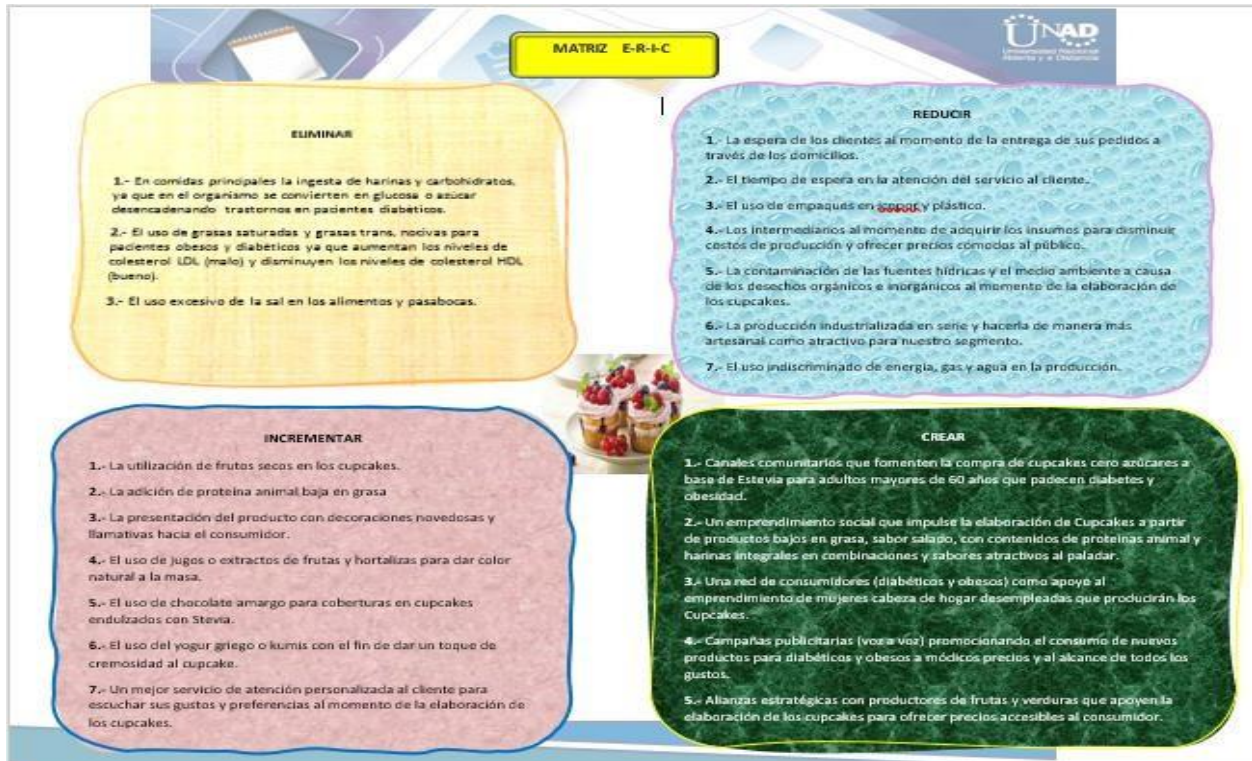 MATRIZ E-R-I-C
UNAD
Universidad Nacional
Abierta y a Distancia
ELIMINAR
1.- En comidas principales la ingesta de harinas y carbohidratos,
ya que en el organismo se convierten en glucosa o azúcar
desencadenando trastornos en pacientes diabéticos.
2.- El uso de grasas saturadas y grasas trans, nocivas para
pacientes obesos y diabéticos ya que aumentan los niveles de
colesterol LDL (malo) y disminuyen los niveles de colesterol HDL
(bueno).
3.- El uso excesivo de la sal en los alimentos y pasabocas.
REDUCIR
1.- La espera de los clientes al momento de la entrega de sus pedidos a
través de los domicilios.
2.- El tiempo de espera en la atención del servicio al cliente.
3.- El uso de empaques en icopor y plástico.
4.- Los intermediarios al momento de adquirir los insumos para disminuir
costos de producción y ofrecer precios cómodos al público.
5.- La contaminación de las fuentes hídricas y el medio ambiente a causa
de los desechos orgánicos e inorgánicos al momento de la elaboración de
los cupcakes.
6.- La producción industrializada en serie y hacerla de manera más
artesanal como atractivo para nuestro segmento.
7.- El uso indiscriminado de energía, gas y agua en la producción.
INCREMENTAR
1.- La utilización de frutos secos en los cupcakes.
2.- La adición de proteína animal baja en grasa
3.- La presentación del producto con decoraciones novedosas y
llamativas hacia el consumidor.
4.- El uso de jugos o extractos de frutas y hortalizas para dar color
natural a la masa.
5.- El uso de chocolate amargo para coberturas en cupcakes
endulzados con Stevia.
6.- El uso del yogur griego o kumis con el fin de dar un toque de
cremosidad al cupcake.
7.- Un mejor servicio de atención personalizada al cliente para
escuchar sus gustos y preferencias al momento de la elaboración de
los cupcakes.
CREAR
1.- Canales comunitarios que fomenten la compra de cupcakes cero azúcares a
base de Estevia para adultos mayores de 60 años que padecen diabetes y
obesidad.
2.- Un emprendimiento social que impulse la elaboración de Cupcakes a partir
de productos bajos en grasa, sabor salado, con contenidos de proteínas animal y
harinas integrales en combinaciones y sabores atractivos al paladar.
3.- Una red de consumidores (diabéticos y obesos) como apoyo al
emprendimiento de mujeres cabeza de hogar desempleadas que producirán los
Cupcakes.
4.- Campañas publicitarias (voz a voz) promocionando el consumo de nuevos
productos para diabéticos y obesos a módicos precios y al alcance de todos los
gustos.
5.- Alianzas estratégicas con productores de frutas y verduras que apoyen la
elaboración de los cupcakes para ofrecer precios accesibles al consumidor.